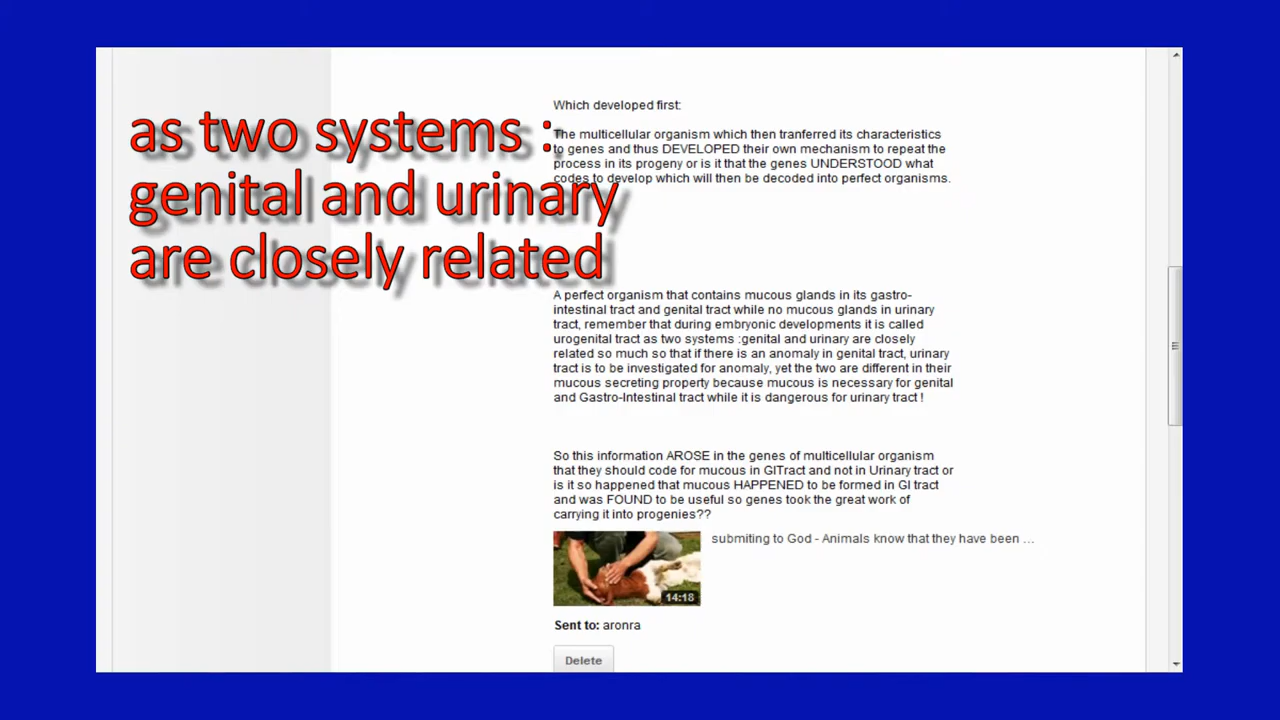 as two systems :
genital and urinary
are closely related
Which developed first:
The multicellular organism which then tranferred its characteristics
to genes and thus DEVELOPED their own mechanism to repeat the
process in its progeny or is it that the genes UNDERSTOOD what
codes to develop which will then be decoded into perfect organisms.
A perfect organism that contains mucous glands in its gastro-
intestinal tract and genital tract while no mucous glands in urinary
tract, remember that during embryonic developments it is called
urogenital tract as two systems :genital and urinary are closely
related so much so that if there is an anomaly in genital tract, urinary
tract is to be investigated for anomaly, yet the two are different in their
mucous secreting property because mucous is necessary for genital
and Gastro-Intestinal tract while it is dangerous for urinary tract !
So this information AROSE in the genes of multicellular organism
that they should code for mucous in GITract and not in Urinary tract or
is it so happened that mucous HAPPENED to be formed in GI tract
and was FOUND to be useful so genes took the great work of
carrying it into progenies??
submiting to God - Animals know that they have been ...
14:18
Sent to: aronra
Delete